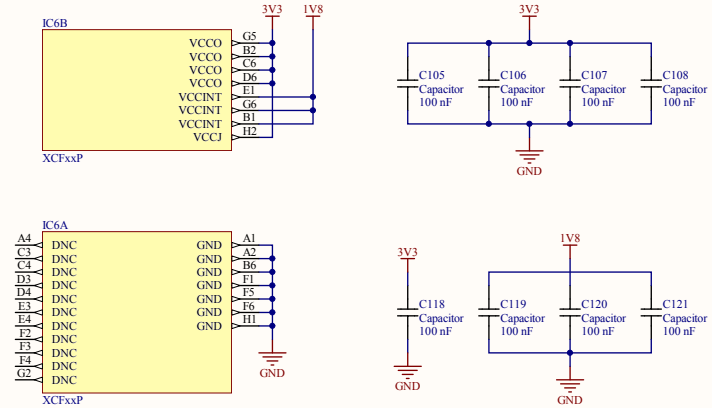 3V3 1V8 3V3
IC6B
VCCO G5
VCCO B2
VCCO C6
VCCO D6
VCCINT E1
VCCINT G6
VCCINT B1
VCCJ H2
XCFxxP
C105
Capacitor
100 nF
C106
Capacitor
100 nF
C107
Capacitor
100 nF
C108
Capacitor
100 nF
GND
IC6A
A4 DNC GND A1
C3 DNC GND A2
C4 DNC GND B6
D3 DNC GND F1
D4 DNC GND F5
E3 DNC GND F6
E4 DNC GND H1
F2 DNC
F3 DNC
F4 DNC
G2 DNC
XCFxxP
GND
3V3
C118
Capacitor
100 nF
GND
1V8
C119
Capacitor
100 nF
C120
Capacitor
100 nF
C121
Capacitor
100 nF
GND